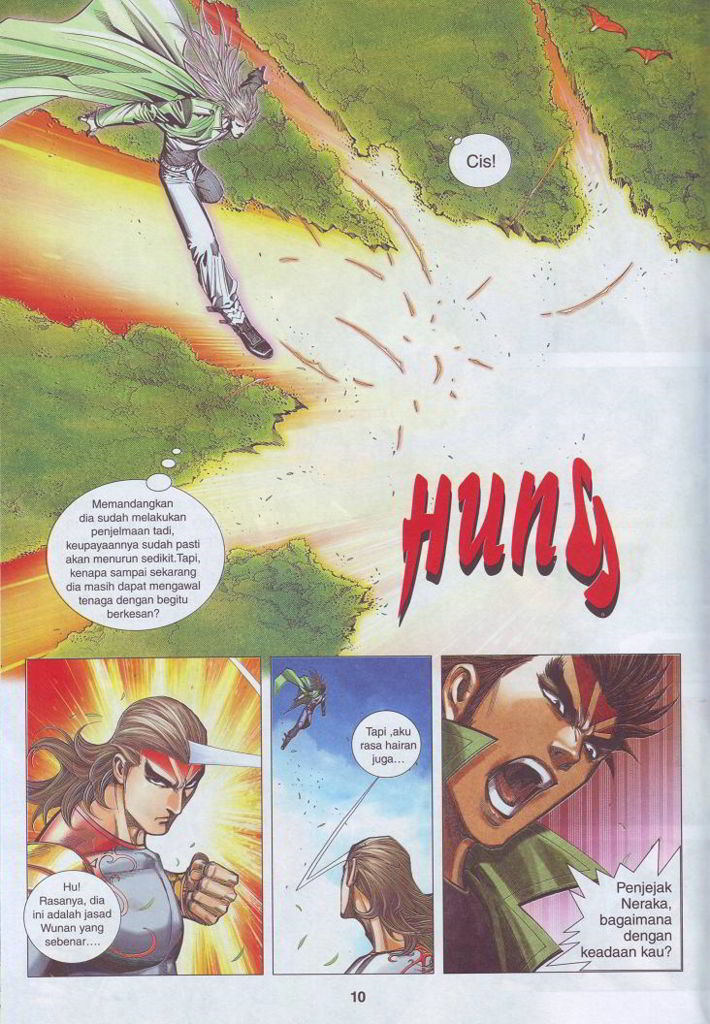 Cis!
Memandangkan
dia sudah melakukan
penjelmaan tadi,
keupayaannya sudah pasti
akan menurun sedikit.Tapi,
kenapa sampai sekarang
dia masih dapat mengawal
tenaga dengan begitu
berkesan?
HUNG
Hu!
Rasanya, dia
ini adalah jasad
Wunan yang
sebenar....
Tapi ,aku
rasa hairan
juga...
Penjejak
Neraka,
bagaimana
dengan
keadaan kau?
10